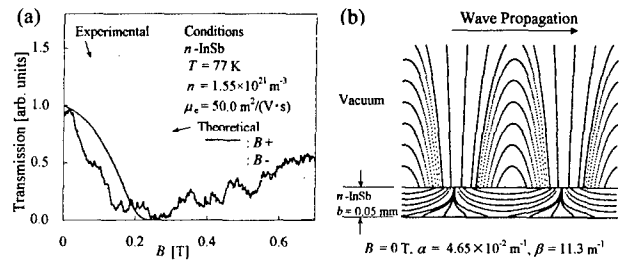 (a)
Transmission [arb. units]
1.5
1.0
0.5
0.0
0
0.2
0.4
0.6
B [T]
Experimental
Conditions
n-InSb
T = 77 K
n = 1.55×10²¹ m⁻³
μe = 50.0 m²/(V·s)
Theoretical
: B+
: B-
(b)
Wave Propagation
Vacuum
n-InSb
b = 0.05 mm
B = 0 T, α = 4.65×10⁻² m⁻¹, β = 11.3 m⁻¹